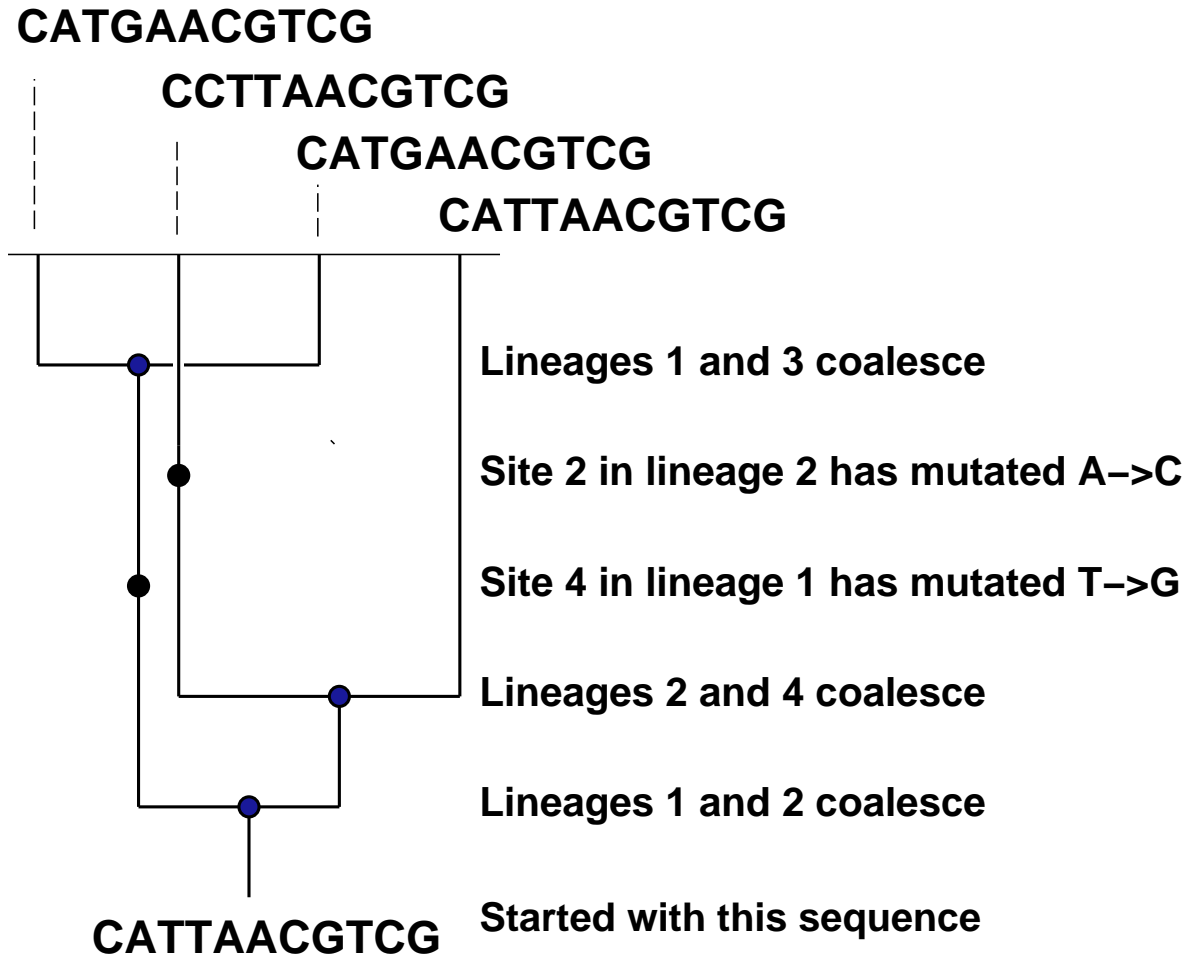 CATGAACGTCG
CCTTAACGTCG
CATGAACGTCG
CATTAACGTCG
Lineages 1 and 3 coalesce
Site 2 in lineage 2 has mutated A−>C
Site 4 in lineage 1 has mutated T−>G
Lineages 2 and 4 coalesce
Lineages 1 and 2 coalesce
Started with this sequence
CATTAACGTCG